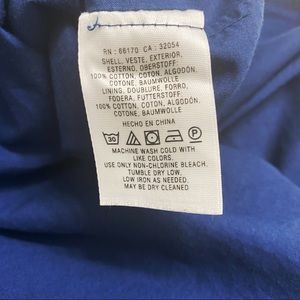 RN : 66170 CA : 32054
SHELL, VESTE, EXTERIOR,
ESTERNO, OBERSTOFF:
100% COTTON, COTON, ALGODÓN,
COTONE, BAUMWOLLE
LINING, DOUBLURE, FORRO,
FODERA, FUTTERSTOFF:
100% COTTON, COTON, ALGODÓN,
COTONE, BAUMWOLLE
HECHO EN CHINA
30 P
MACHINE WASH COLD WITH
LIKE COLORS.
USE ONLY NON-CHLORINE BLEACH.
TUMBLE DRY LOW.
LOW IRON AS NEEDED.
MAY BE DRY CLEANED